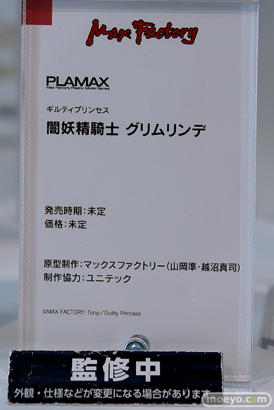 Max Factory
PLAMAX
Max Factory Plastic Model Series
ギルティプリンセス
闇妖精騎士 グリムリンデ
発売時期：未定
価格：未定
原型制作：マックスファクトリー（山岡準・越沼真司）
制作協力：ユニテック
©MAX FACTORY・Tony／Guilty Princess
監修中
外観・仕様などが変更になる場合があります。
moeyo.com